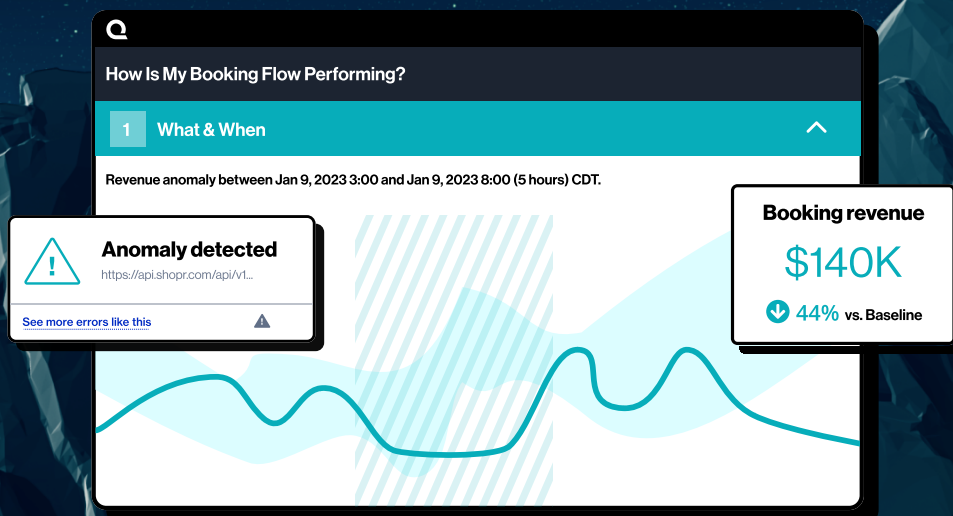 How Is My Booking Flow Performing?
1 What & When
Revenue anomaly between Jan 9, 2023 3:00 and Jan 9, 2023 8:00 (5 hours) CDT.
Anomaly detected
https://api.shopr.com/api/v1...
See more errors like this
Booking revenue
$140K
44% vs. Baseline